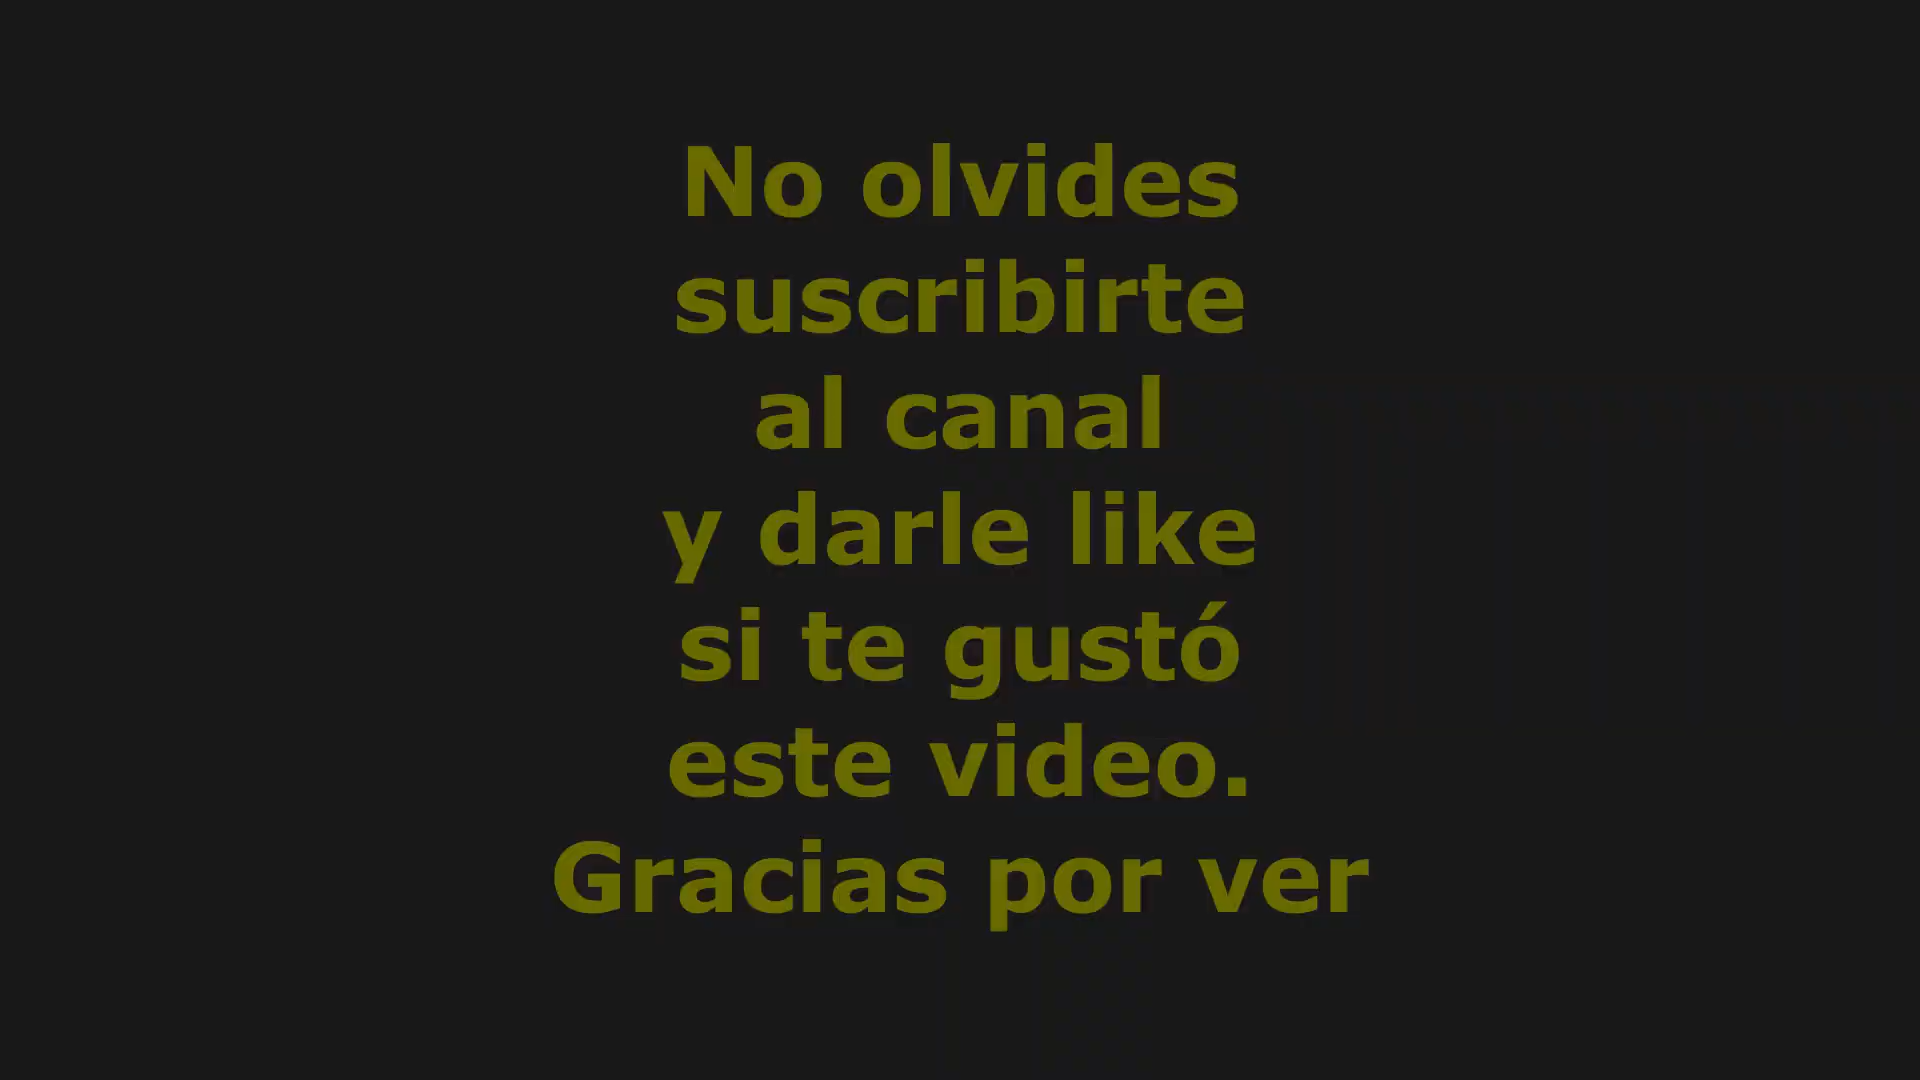 No olvides
suscribirte
al canal
y darle like
si te gustó
este video.
Gracias por ver